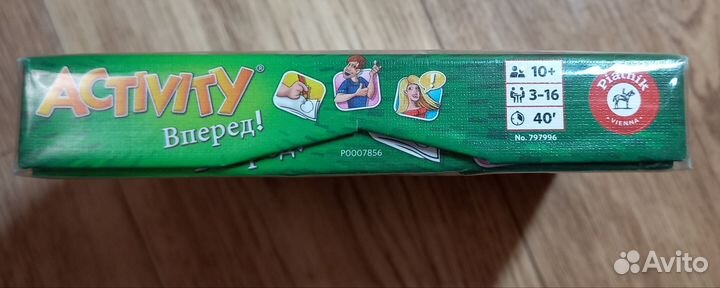 ACTIVITY®
Вперед!
!
10+
3-16
40'
No. 797996
Piatnik
VIENNA
P0007856
Avito